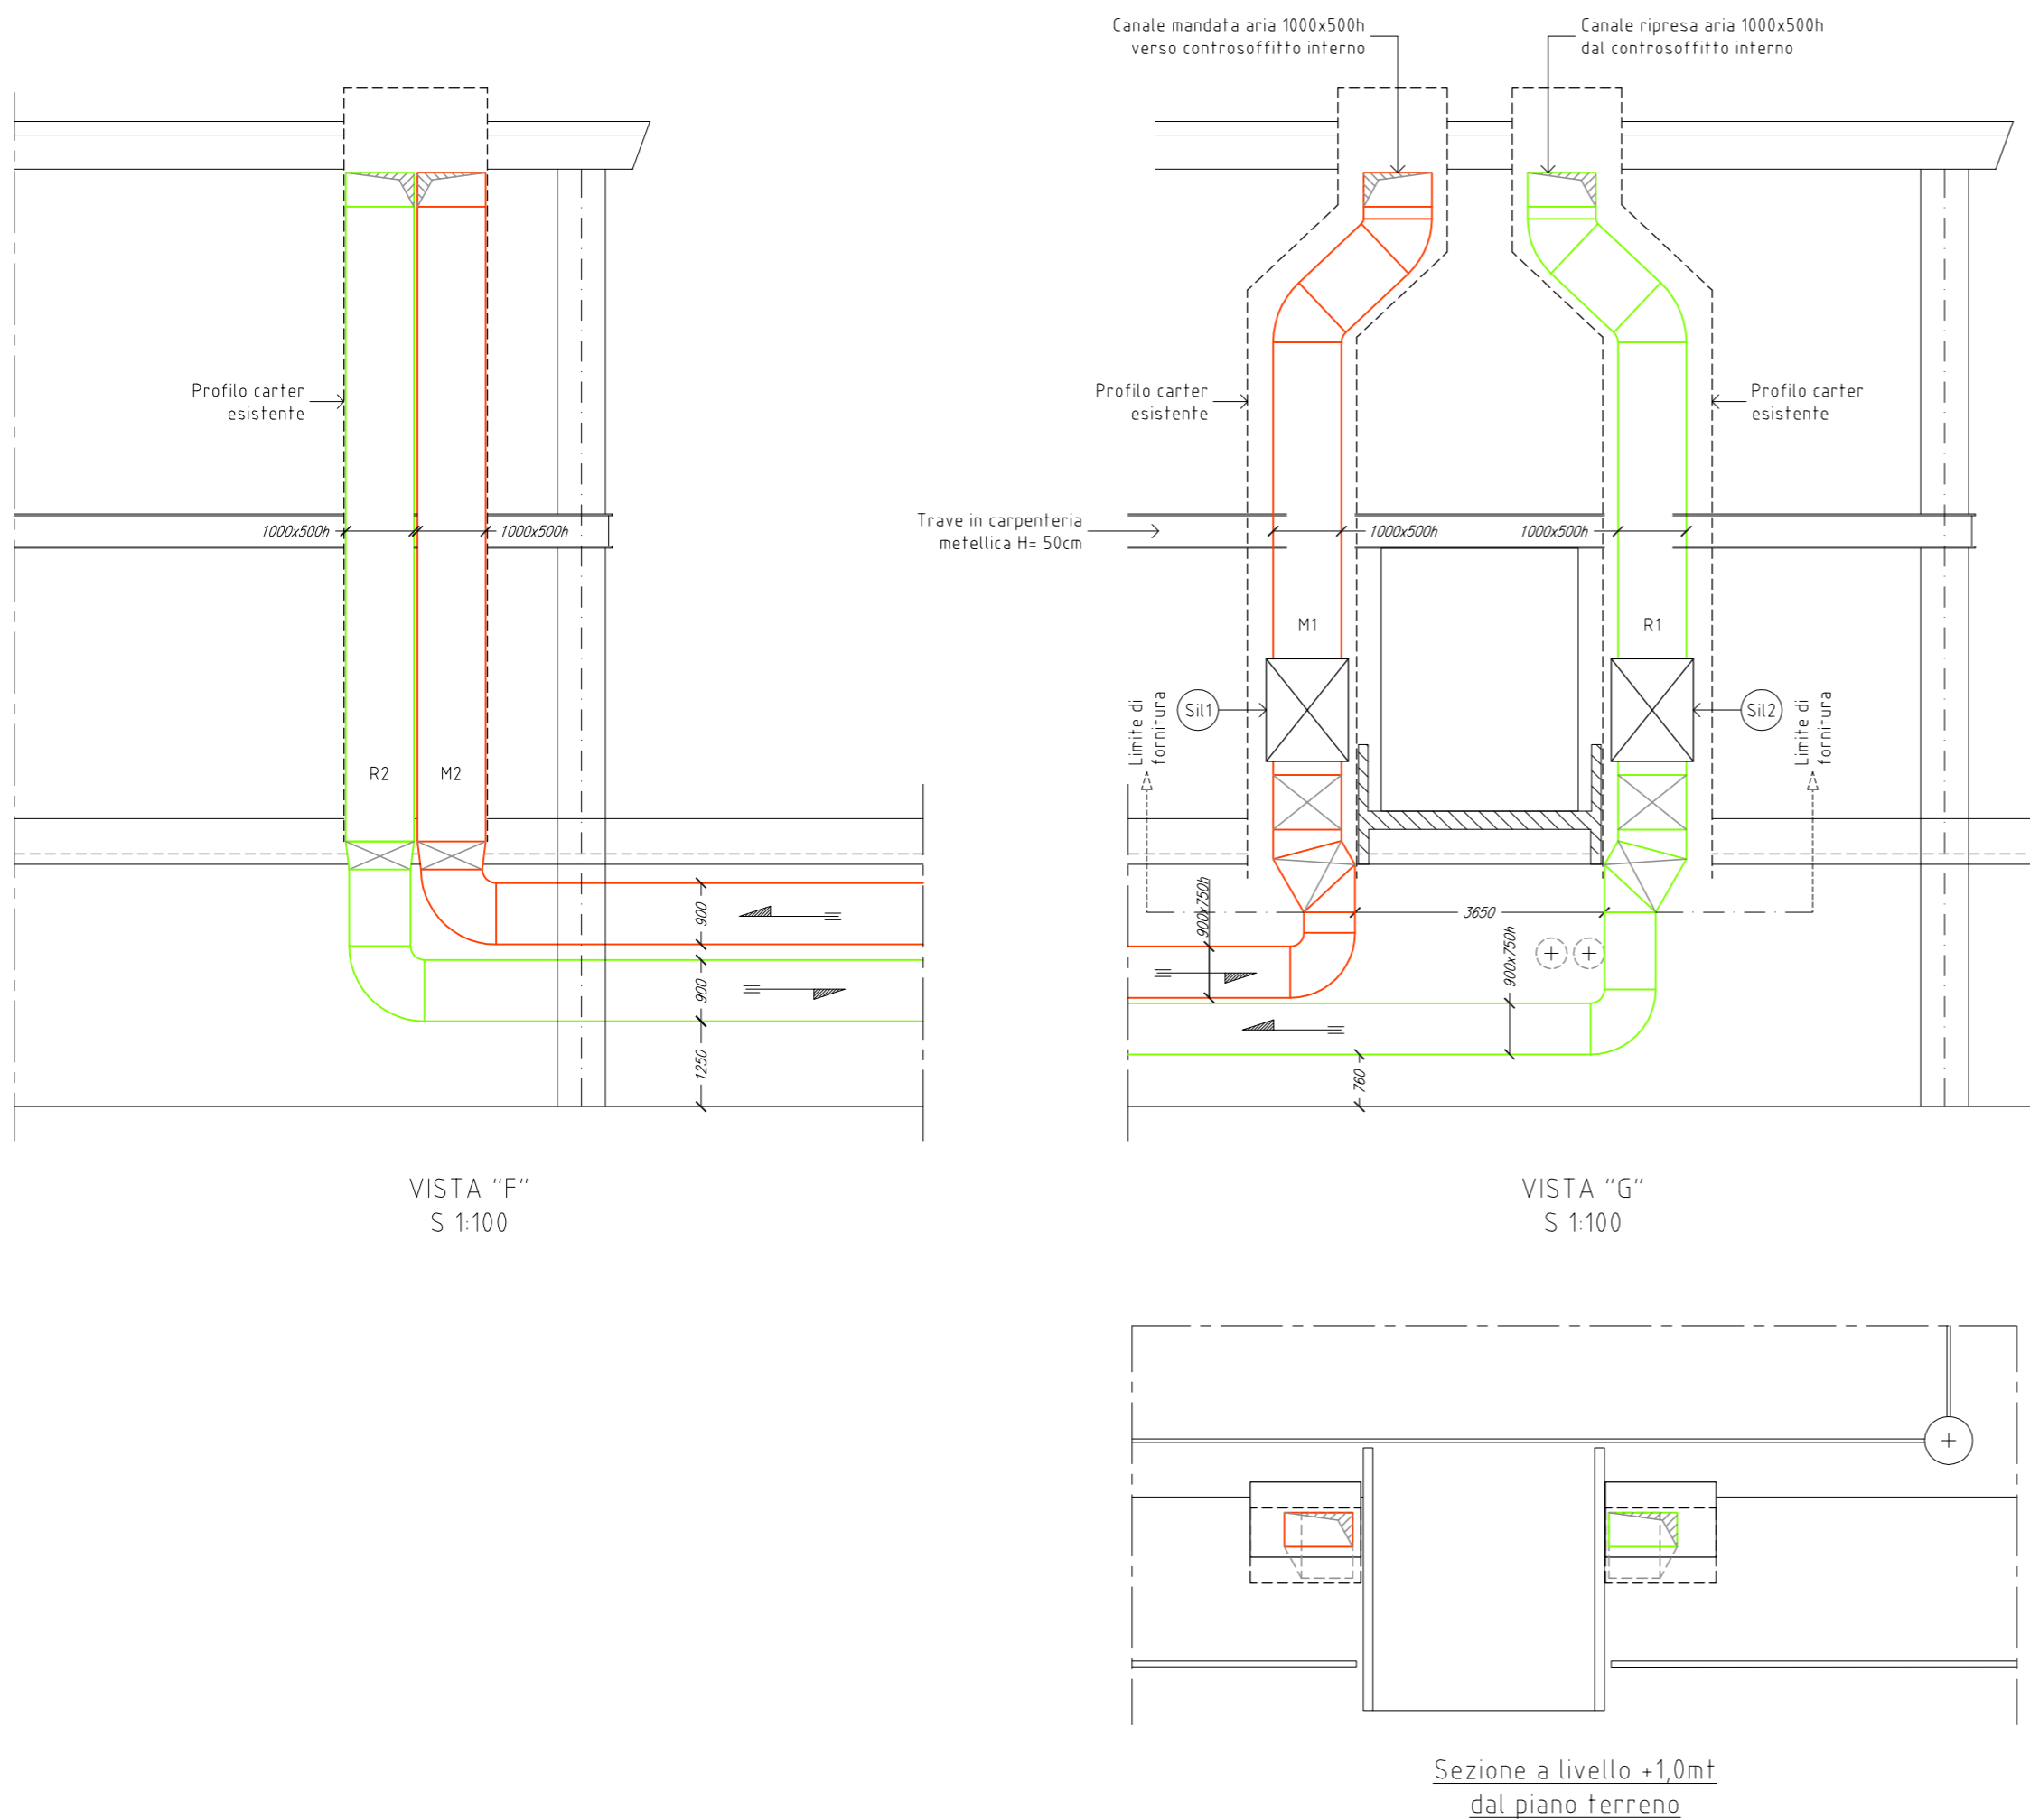 Canale mandata aria 1000x500h
verso controsoffitto interno
Canale ripresa aria 1000x500h
dal controsoffitto interno
Profilo carter
esistente
Profilo carter
esistente
Profilo carter
esistente
1000x500h
1000x500h
Trave in carpenteria
metellica H= 50cm
1000x500h
1000x500h
M1
R1
Sil1
Sil2
Limite di
fornitura
Limite di
fornitura
R2
M2
900
900
1250
900x750h
3650
900x750h
760
VISTA "F"
S 1:100
VISTA "G"
S 1:100
Sezione a livello +1,0mt
dal piano terreno